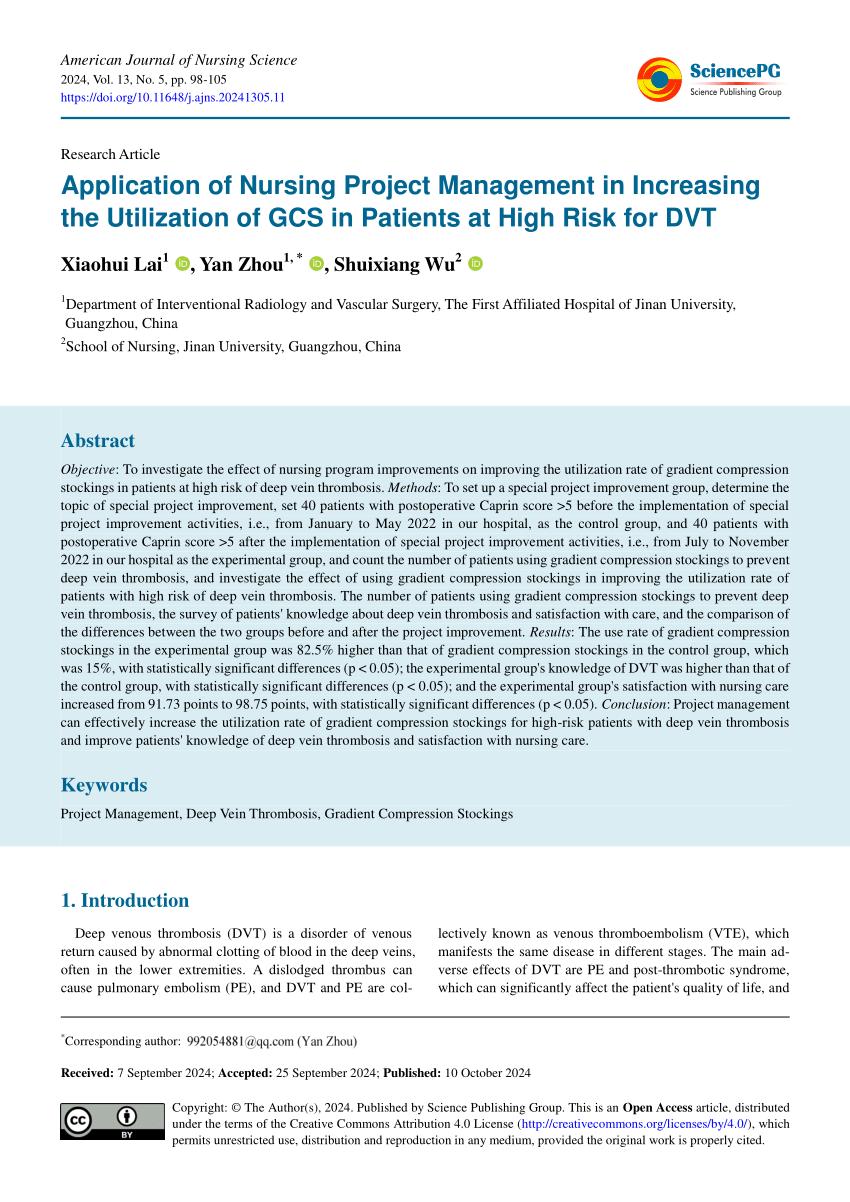 American Journal of Nursing Science
2024, Vol. 13, No. 5, pp. 98-105
https://doi.org/10.11648/j.ajns.20241305.11
SciencePG
Science Publishing Group
Research Article
Application of Nursing Project Management in Increasing
the Utilization of GCS in Patients at High Risk for DVT
Xiaohui Lai1 iD, Yan Zhou1, * iD, Shuixiang Wu2 iD
1Department of Interventional Radiology and Vascular Surgery, The First Affiliated Hospital of Jinan University,
Guangzhou, China
2School of Nursing, Jinan University, Guangzhou, China
Abstract
Objective: To investigate the effect of nursing program improvements on improving the utilization rate of gradient compression
stockings in patients at high risk of deep vein thrombosis. Methods: To set up a special project improvement group, determine the
topic of special project improvement, set 40 patients with postoperative Caprin score >5 before the implementation of special
project improvement activities, i.e., from January to May 2022 in our hospital, as the control group, and 40 patients with
postoperative Caprin score >5 after the implementation of special project improvement activities, i.e., from July to November
2022 in our hospital as the experimental group, and count the number of patients using gradient compression stockings to prevent
deep vein thrombosis, and investigate the effect of using gradient compression stockings in improving the utilization rate of
patients with high risk of deep vein thrombosis. The number of patients using gradient compression stockings to prevent deep
vein thrombosis, the survey of patients' knowledge about deep vein thrombosis and satisfaction with care, and the comparison of
the differences between the two groups before and after the project improvement. Results: The use rate of gradient compression
stockings in the experimental group was 82.5% higher than that of gradient compression stockings in the control group, which
was 15%, with statistically significant differences (p < 0.05); the experimental group's knowledge of DVT was higher than that of
the control group, with statistically significant differences (p < 0.05); and the experimental group's satisfaction with nursing care
increased from 91.73 points to 98.75 points, with statistically significant differences (p < 0.05). Conclusion: Project management
can effectively increase the utilization rate of gradient compression stockings for high-risk patients with deep vein thrombosis
and improve patients' knowledge of deep vein thrombosis and satisfaction with nursing care.
Keywords
Project Management, Deep Vein Thrombosis, Gradient Compression Stockings
1. Introduction
Deep venous thrombosis (DVT) is a disorder of venous
return caused by abnormal clotting of blood in the deep veins,
often in the lower extremities. A dislodged thrombus can
cause pulmonary embolism (PE), and DVT and PE are col-
lectively known as venous thromboembolism (VTE), which
manifests the same disease in different stages. The main ad-
verse effects of DVT are PE and post-thrombotic syndrome,
which can significantly affect the patient's quality of life, and
*Corresponding author: 992054881@qq.com (Yan Zhou)
Received: 7 September 2024; Accepted: 25 September 2024; Published: 10 October 2024
cc BY
Copyright: © The Author(s), 2024. Published by Science Publishing Group. This is an Open Access article, distributed
under the terms of the Creative Commons Attribution 4.0 License (http://creativecommons.org/licenses/by/4.0/), which
permits unrestricted use, distribution and reproduction in any medium, provided the original work is properly cited.